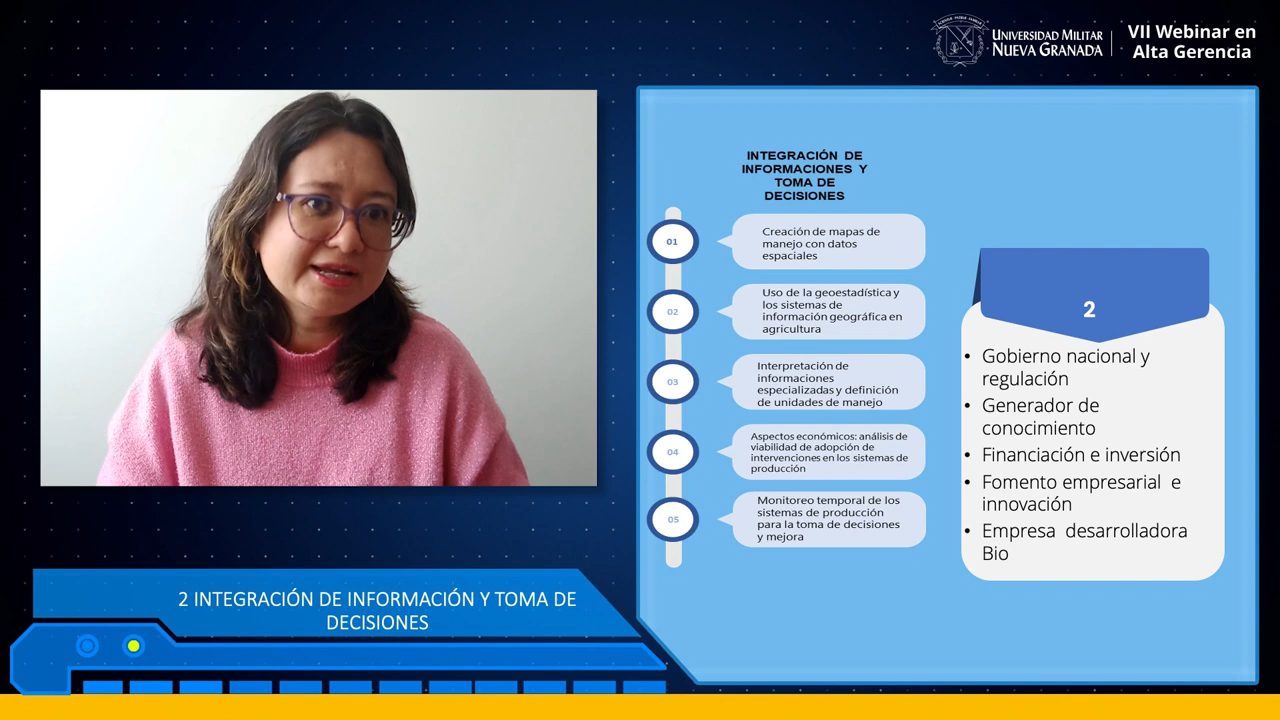 UNIVERSIDAD MILITAR
NUEVA GRANADA
VII Webinar en
Alta Gerencia
INTEGRACIÓN DE
INFORMACIONES Y
TOMA DE
DECISIONES
01
Creación de mapas de
manejo con datos
espaciales
02
Uso de la geoestadística y
los sistemas de
información geográfica en
agricultura
03
Interpretación de
informaciones
especializadas y definición
de unidades de manejo
04
Aspectos económicos: análisis de
viabilidad de adopción de
intervenciones en los sistemas de
producción
05
Monitoreo temporal de los
sistemas de producción
para la toma de decisiones
y mejora
2
• Gobierno nacional y
regulación
• Generador de
conocimiento
• Financiación e inversión
• Fomento empresarial e
innovación
• Empresa desarrolladora
Bio
2 INTEGRACIÓN DE INFORMACIÓN Y TOMA DE
DECISIONES